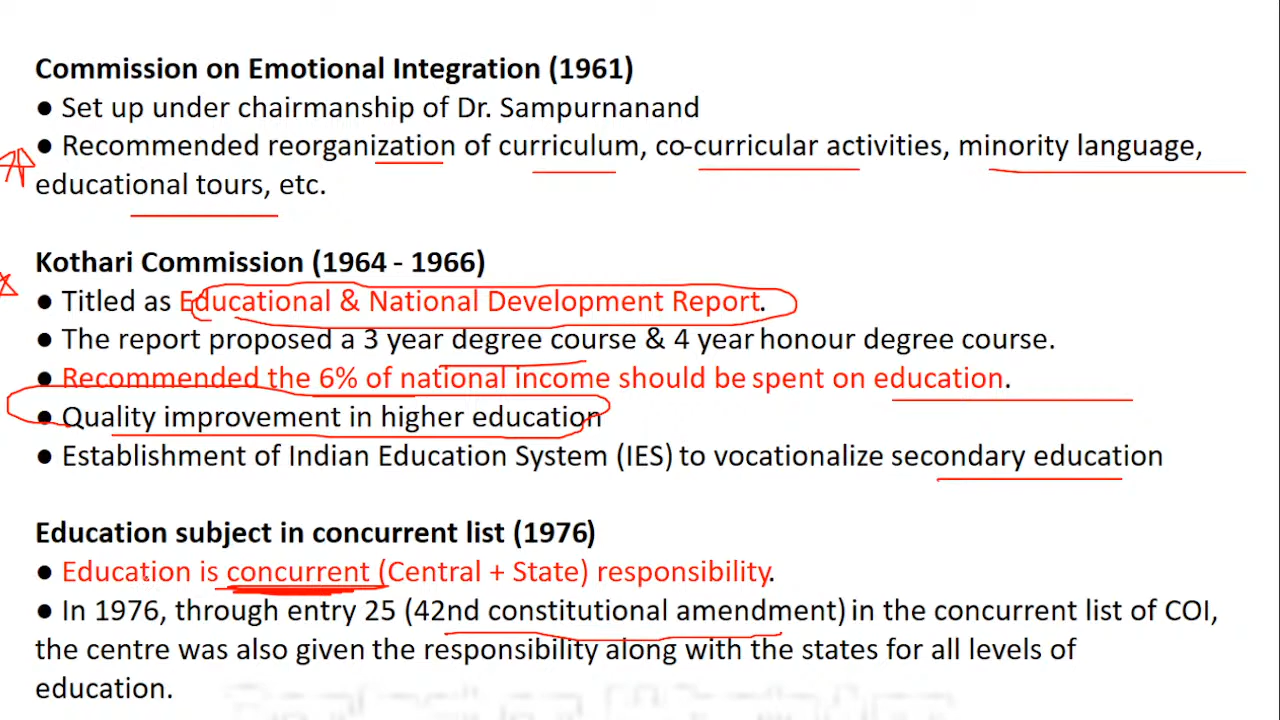 Commission on Emotional Integration (1961)
● Set up under chairmanship of Dr. Sampurnanand
● Recommended reorganization of curriculum, co-curricular activities, minority language,
educational tours, etc.
Kothari Commission (1964 - 1966)
● Titled as Educational & National Development Report.
● The report proposed a 3 year degree course & 4 year honour degree course.
● Recommended the 6% of national income should be spent on education.
● Quality improvement in higher education
● Establishment of Indian Education System (IES) to vocationalize secondary education
Education subject in concurrent list (1976)
● Education is concurrent (Central + State) responsibility.
● In 1976, through entry 25 (42nd constitutional amendment) in the concurrent list of COI,
the centre was also given the responsibility along with the states for all levels of
education.